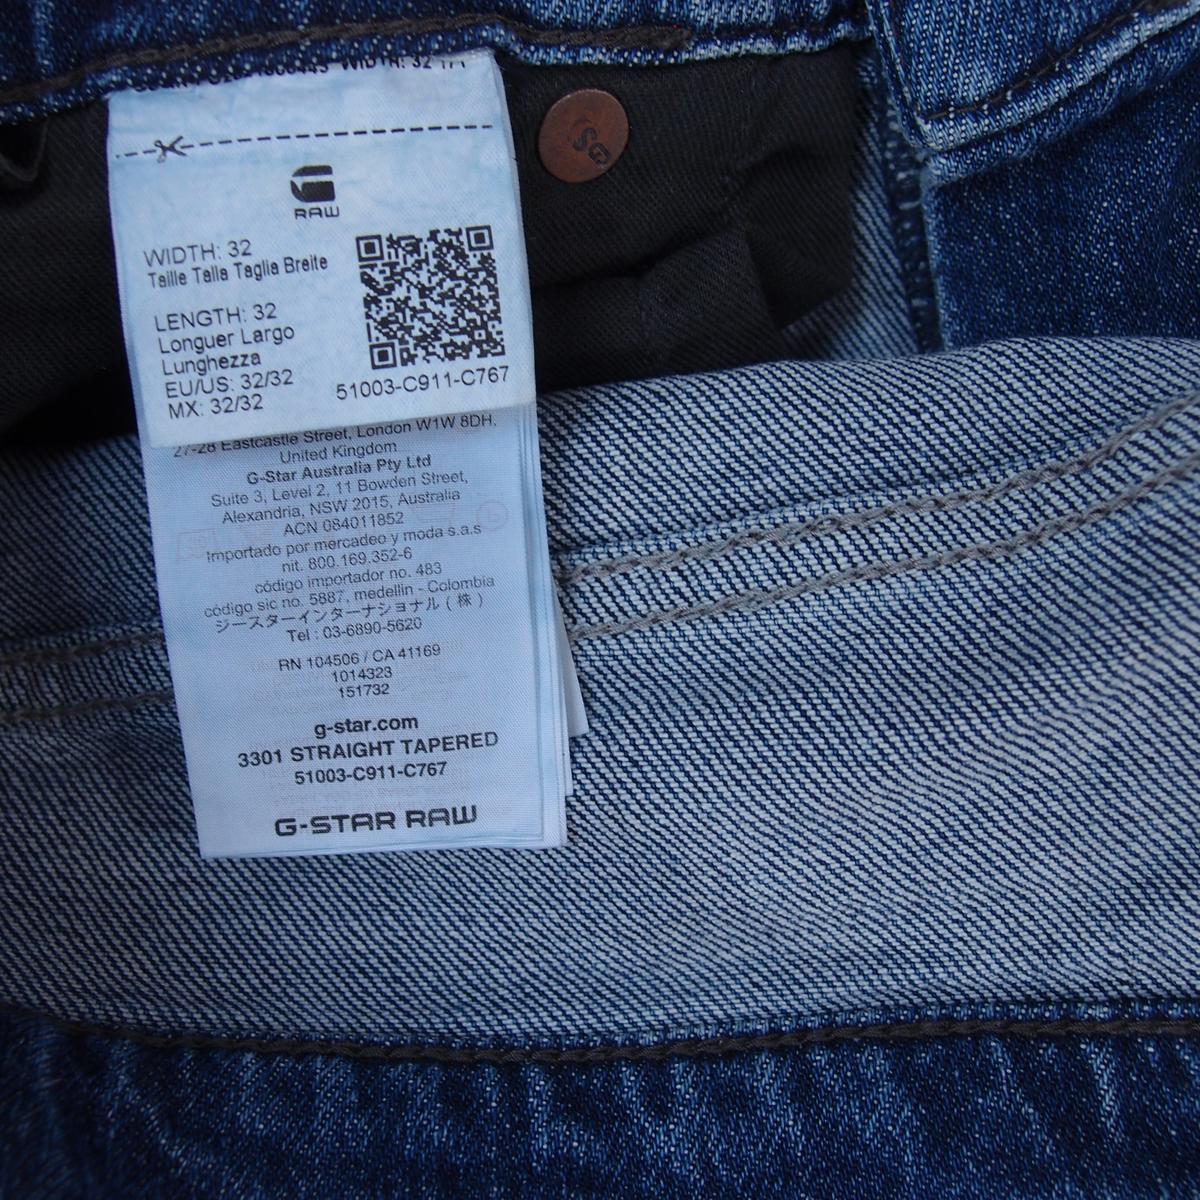 WIDTH: 32
RAW
WIDTH: 32
Taille Talla Taglia Breite
LENGTH: 32
Longuer Largo
Lunghezza
EU/US: 32/32
MX: 32/32
51003-C911-C767
27-28 Eastcastle Street, London W1W 8DH,
United Kingdom
G-Star Australia Pty Ltd
Suite 3, Level 2, 11 Bowden Street,
Alexandria, NSW 2015, Australia
ACN 084011852
Importado por mercadeo y moda s.a.s
nit. 800.169.352-6
código importador no. 483
código sic no. 5887, medellin - Colombia
ジースターインターナショナル ( 株 )
Tel : 03-6890-5620
RN 104506 / CA 41169
1014323
151732
g-star.com
3301 STRAIGHT TAPERED
51003-C911-C767
G-STAR RAW